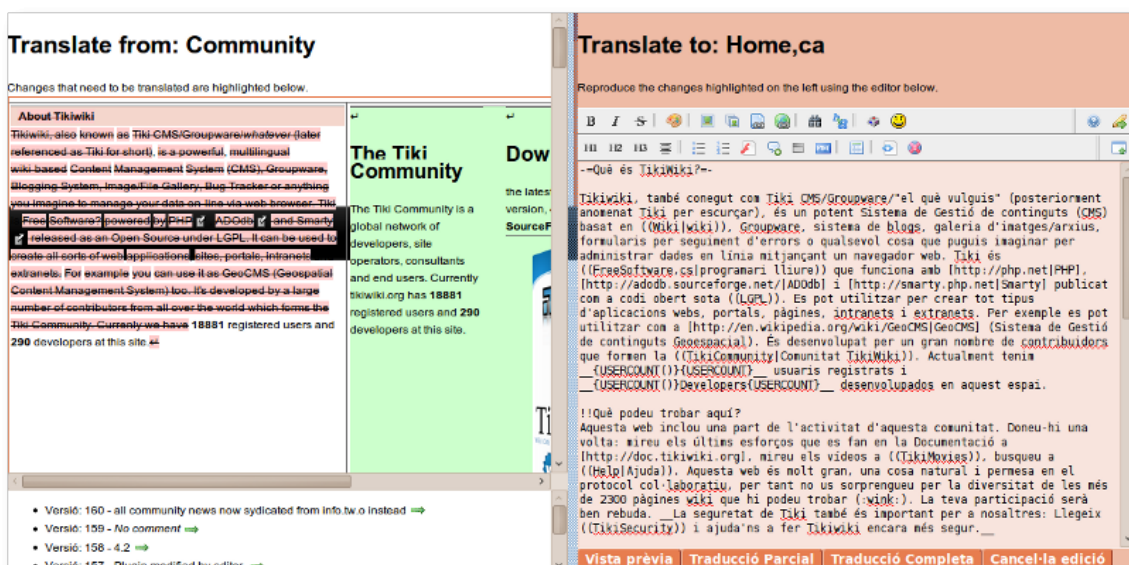 Translate from: Community
Changes that need to be translated are highlighted below.
About Tikiwiki
Tikiwiki, also known as Tiki CMS/Groupware/whatever (later
referenced as Tiki for short), is a powerful, multilingual
wiki based Content Management System (CMS), Groupware,
Blogging System, Image/File Gallery, Bug Tracker or anything
you imagine to manage your data on-line via web browser. Tiki
Free Software? powered by PHP ADOdb and Smarty
released as an Open Source under LGPL. It can be used to
create all sorts of web applications, sites, portals, intranets
extranets. For example you can use it as GeoCMS (Geospatial
Content Management System) too. It's developed by a large
number of contributors from all over the world which forms the
Tiki Community. Currenly we have 18881 registered users and
290 developers at this site.
The Tiki
Community
The Tiki Community is a
global network of
developers, site
operators, consultants
and end users. Currently
tikiwiki.org has 18881
registered users and 290
developers at this site.
Dow
the lates
version,
SourceF
Ti
Versió: 160 - all community news now sydicated from info.tw.o instead
Versió: 159 - No comment
Versió: 158 - 4.2
Versió: 157 - Plugin modified by editor.
Translate to: Home,ca
Reproduce the changes highlighted on the left using the editor below.
B I S
H1 H2 H3
-=Què és TikiWiki?=-
Tikiwiki, també conegut com Tiki CMS/Groupware/"el què vulguis" (posteriorment
anomenat Tiki per escurçar), és un potent Sistema de Gestió de continguts (CMS)
basat en ((Wiki|wiki)), Groupware, sistema de blogs, galeria d'imatges/arxius,
formularis per seguiment d'errors o qualsevol cosa que puguis imaginar per
administrar dades en línia mitjançant un navegador web. Tiki és
((FreeSoftware.cs|programari lliure)) que funciona amb [http://php.net|PHP],
[http://adodb.sourceforge.net/|ADOdb] i [http://smarty.php.net|Smarty] publicat
com a codi obert sota ((LGPL)). Es pot utilitzar per crear tot tipus
d'aplicacions webs, portals, pàgines, intranets i extranets. Per exemple es pot
utilitzar com a [http://en.wikipedia.org/wiki/GeoCMS|GeoCMS] (Sistema de Gestió
de continguts Geoespacial). És desenvolupat per un gran nombre de contribuidors
que formen la ((TikiCommunity|Comunitat TikiWiki)). Actualment tenim
__{USERCOUNT()}{USERCOUNT}__ usuaris registrats i
__{USERCOUNT()}Developers{USERCOUNT}__ desenvolupados en aquest espai.
!!Què podeu trobar aquí?
Aquesta web inclou una part de l'activitat d'aquesta comunitat. Doneu-hi una
volta: mireu els últims esforços que es fan en la Documentació a
[http://doc.tikiwiki.org], mireu els vídeos a ((TikiMovies)), busqueu a
((Help|Ajuda)). Aquesta web és molt gran, una cosa natural i permesa en el
protocol col·laboratiu, per tant no us sorprengueu per la diversitat de les més
de 2300 pàgines wiki que hi podeu trobar (:wink:). La teva participació serà
ben rebuda. __La seguretat de Tiki també és important per a nosaltres: Llegeix
((TikiSecurity)) i ajuda'ns a fer Tikiwiki encara més segur.__
Vista prèvia Traducció Parcial Traducció Completa Cancel·la edició